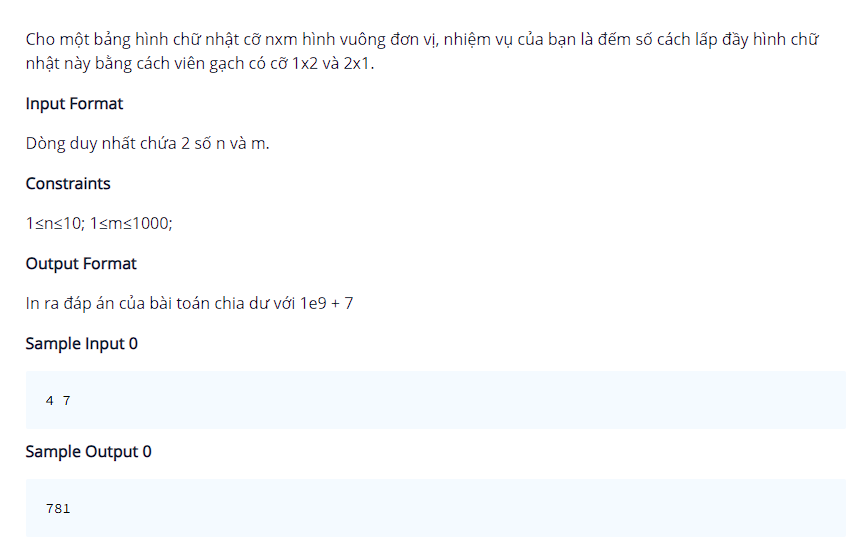 Cho một bảng hình chữ nhật cỡ nxm hình vuông đơn vị, nhiệm vụ của bạn là đếm số cách lấp đầy hình chữ
nhật này bằng cách viên gạch có cỡ 1x2 và 2x1.
Input Format
Dòng duy nhất chứa 2 số n và m.
Constraints
1≤n≤10; 1≤m≤1000;
Output Format
In ra đáp án của bài toán chia dư với 1e9 + 7
Sample Input 0
4 7
Sample Output 0
781